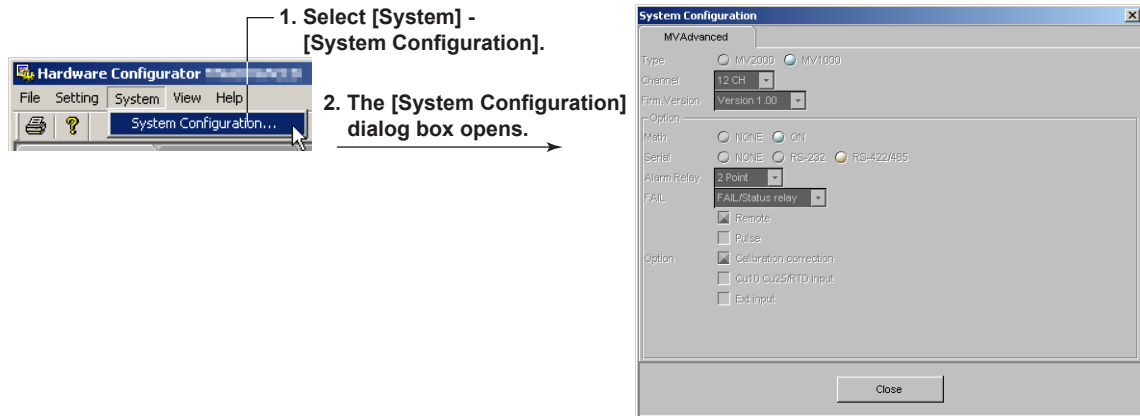 1. Select [System] -
[System Configuration].
Hardware Configurator
File Setting System View Help
System Configuration...
2. The [System Configuration]
dialog box opens.
System Configuration
MVAdvanced
Type MV2000 MV1000
Channel 12 CH
Firm.Version Version 1.00
Option
Math NONE ON
Serial NONE RS-232 RS-422/485
Alarm Relay 2 Point
FAIL FAIL/Status relay
Remote
Pulse
Option Calibration correction
Cu10 Cu25/RTD input
Ext input
Close